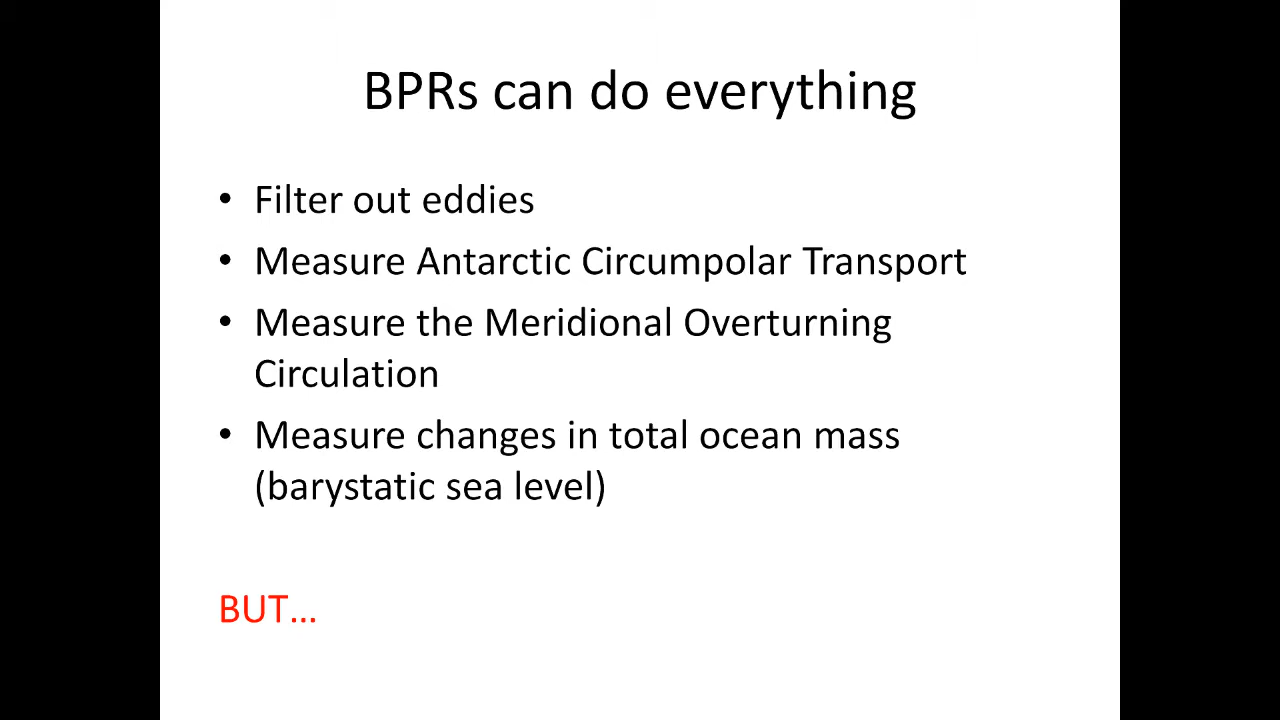 BPRs can do everything
• Filter out eddies
• Measure Antarctic Circumpolar Transport
• Measure the Meridional Overturning
Circulation
• Measure changes in total ocean mass
(barystatic sea level)
BUT...